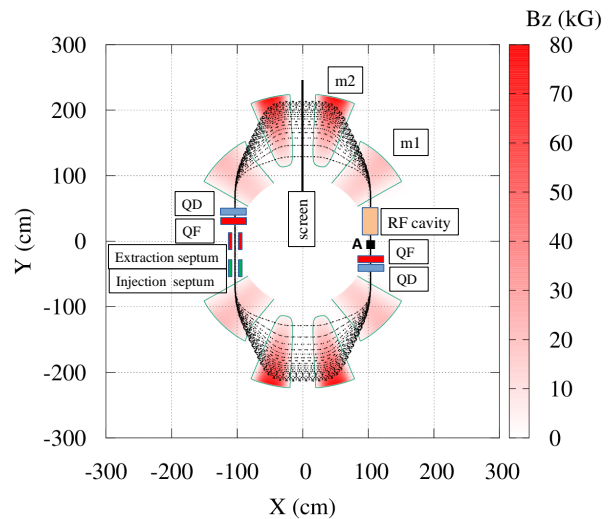 Bz (kG)
300
200
100
0
-100
-200
-300
Y (cm)
-300
-200
-100
0
100
200
300
X (cm)
80
70
60
50
40
30
20
10
0
m2
m1
QD
QF
Extraction septum
Injection septum
screen
RF cavity
A
QF
QD